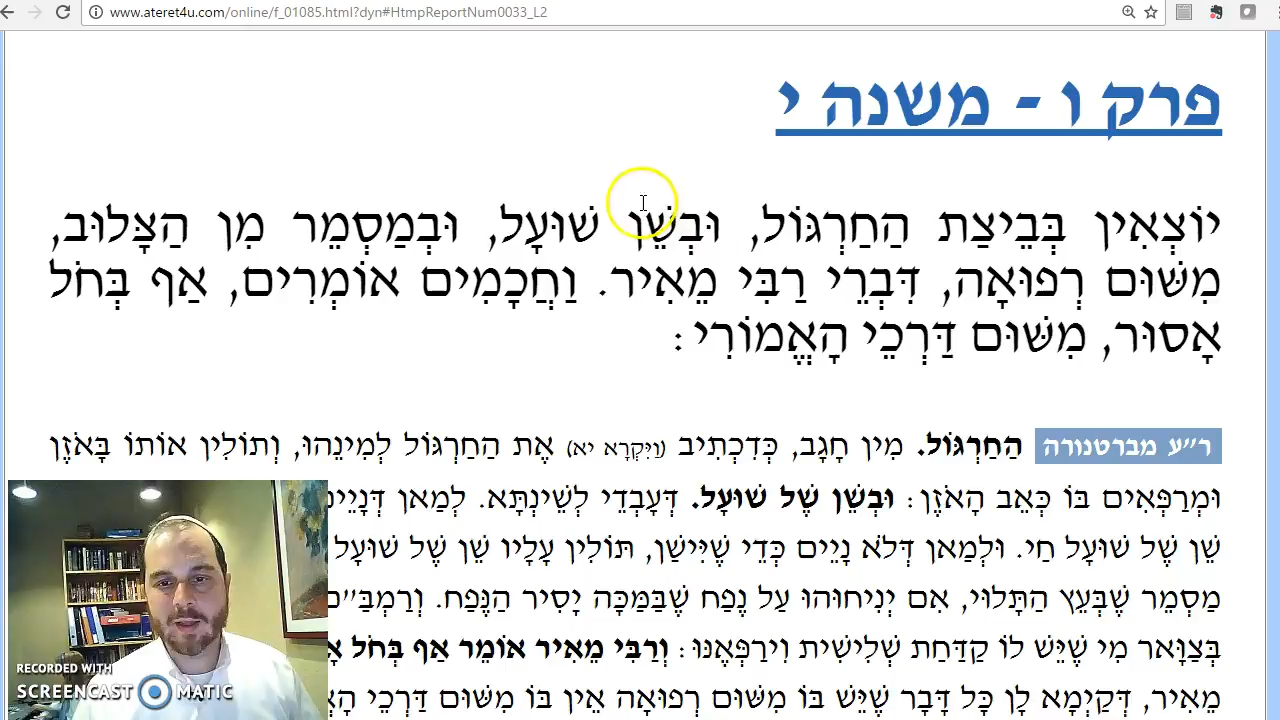 www.ateret4u.com/online/f_01085.html?dyn#HtmpReportNum0033_L2
פרק ו - משנה י
יוֹצְאִין בְּבֵיצַת הַחַרְגּוֹל, וּבְשֵׁן שׁוּעָל, וּבְמַסְמֵר מִן הַצָּלוּב,
מִשּׁוּם רְפוּאָה, דִּבְרֵי רַבִּי מֵאִיר. וַחֲכָמִים אוֹמְרִים, אַף בְּחֹל
אָסוּר, מִשּׁוּם דַּרְכֵי הָאֱמוֹרִי:
ר״ע מברטנורה הַחַרְגּוֹל. מִין חָגָב, כְּדִכְתִיב (וַיִּקְרָא יא) אֶת הַחַרְגּוֹל לְמִינֵהוּ, וְתוֹלִין אוֹתוֹ בָּאֹזֶן
וּמְרַפְּאִים בּוֹ כְּאֵב הָאֹזֶן: וּבְשֵׁן שֶׁל שׁוּעָל. דְּעָבְדֵי לְשֵׁינְתָּא. לְמַאן דְּנָיֵים
שֵׁן שֶׁל שׁוּעָל חַי. וּלְמַאן דְּלֹא נָיֵים כְּדֵי שֶׁיִּישַׁן, תּוֹלִין עָלָיו שֵׁן שֶׁל שׁוּעָל
מַסְמֵר שֶׁבְּעֵץ הַתָּלוּי, אִם יְנִיחוּהוּ עַל נֶפַח שֶׁבַּמַּכָּה יָסִיר הַנֶּפַח. וְרַמְבַּ״ם
בְּצַוָּאר מִי שֶׁיֵּשׁ לוֹ קַדַּחַת שְׁלִישִׁית וִירַפְּאֶנּוּ: וְרַבִּי מֵאִיר אוֹמֵר אַף בְּחֹל
מֵאִיר, דְּקַיְמָא לָן כָּל דָּבָר שֶׁיֵּשׁ בּוֹ מִשּׁוּם רְפוּאָה אֵין בּוֹ מִשּׁוּם דַּרְכֵי
RECORDED WITH
SCREENCAST MATIC